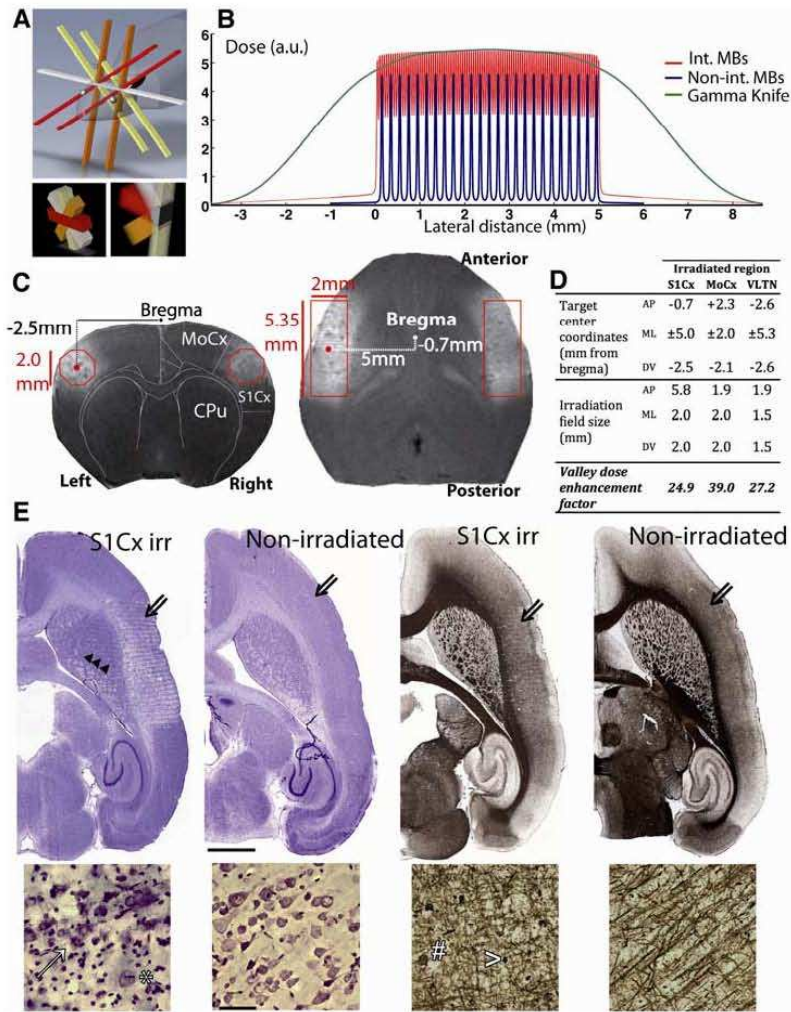 A
B
Dose (a.u.)
Int. MBs
Non-int. MBs
Gamma Knife
6
5
4
3
2
1
0
-3 -2 -1 0 1 2 3 4 5 6 7 8
Lateral distance (mm)
C
Bregma
-2.5mm
MoCx
2.0
mm
S1Cx
CPu
Left
Right
Anterior
2mm
5.35
mm
Bregma
-0.7mm
5mm
Posterior
D
Irradiated region
S1Cx MoCx VLTN
Target
center
coordinates
(mm from
bregma)
AP -0.7 +2.3 -2.6
ML ±5.0 ±2.0 ±5.3
DV -2.5 -2.1 -2.6
Irradiation
field size
(mm)
AP 5.8 1.9 1.9
ML 2.0 2.0 1.5
DV 2.0 2.0 1.5
Valley dose
enhancement
factor
24.9 39.0 27.2
E
S1Cx irr
Non-irradiated
S1Cx irr
Non-irradiated
*
#
>